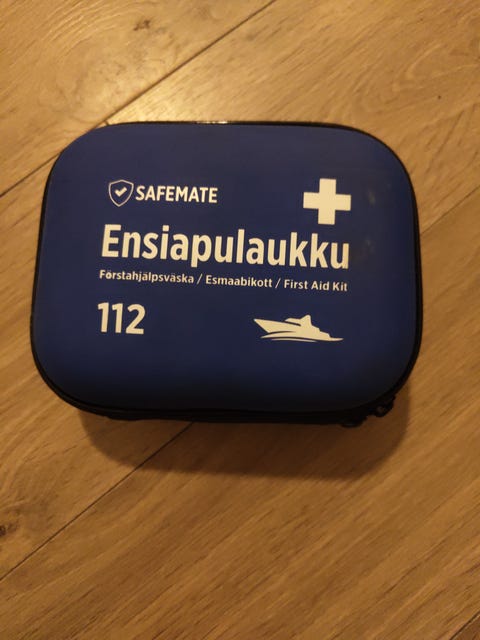 SAFEMATE
Ensiapulaukku
Förstahjälpsväska / Esmaabikott / First Aid Kit
112